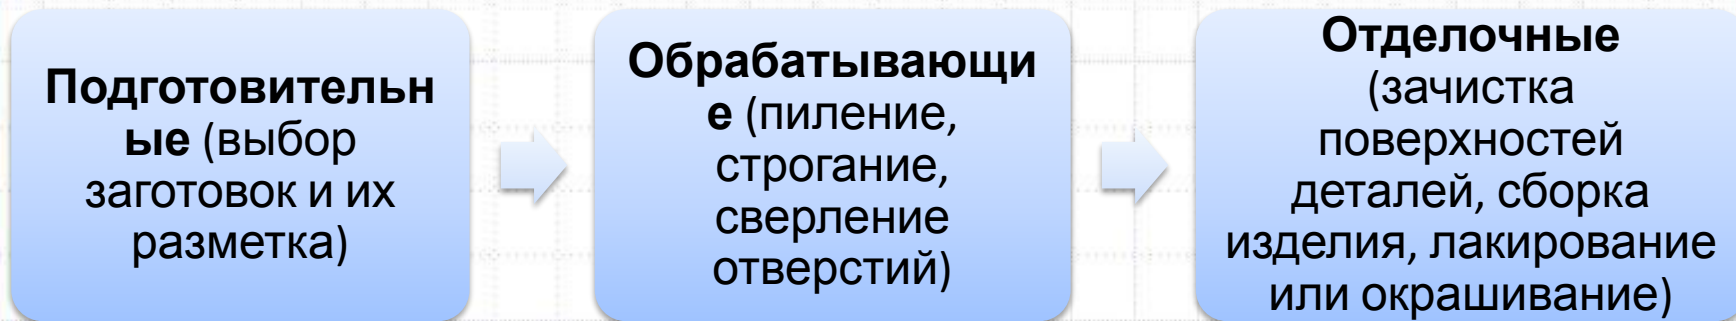 Подготовительн
ые (выбор
заготовок и их
разметка)
Обрабатывающи
е (пиление,
строгание,
сверление
отверстий)
Отделочные
(зачистка
поверхностей
деталей, сборка
изделия, лакирование
или окрашивание)